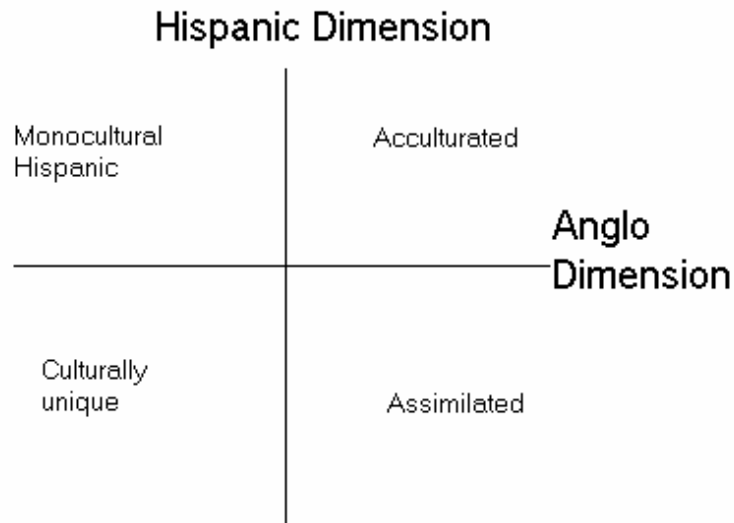 Hispanic Dimension
Monocultural
Hispanic
Acculturated
Anglo
Dimension
Culturally
unique
Assimilated